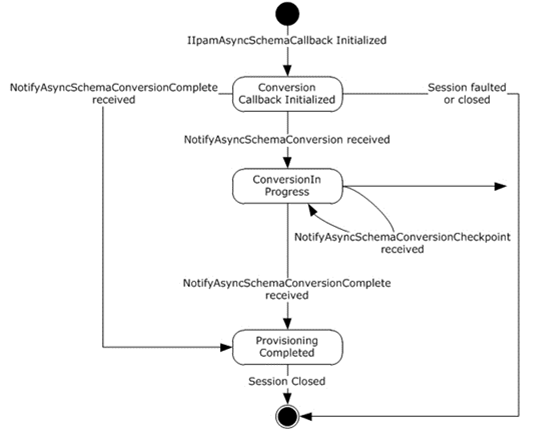 IIpamAsyncSchemaCallback Initialized
NotifyAsyncSchemaConversionComplete
received
Conversion
Callback Initialized
Session faulted
or closed
NotifyAsyncSchemaConversion received
ConversionIn
Progress
NotifyAsyncSchemaConversionCheckpoint
received
NotifyAsyncSchemaConversionComplete
received
Provisioning
Completed
Session Closed